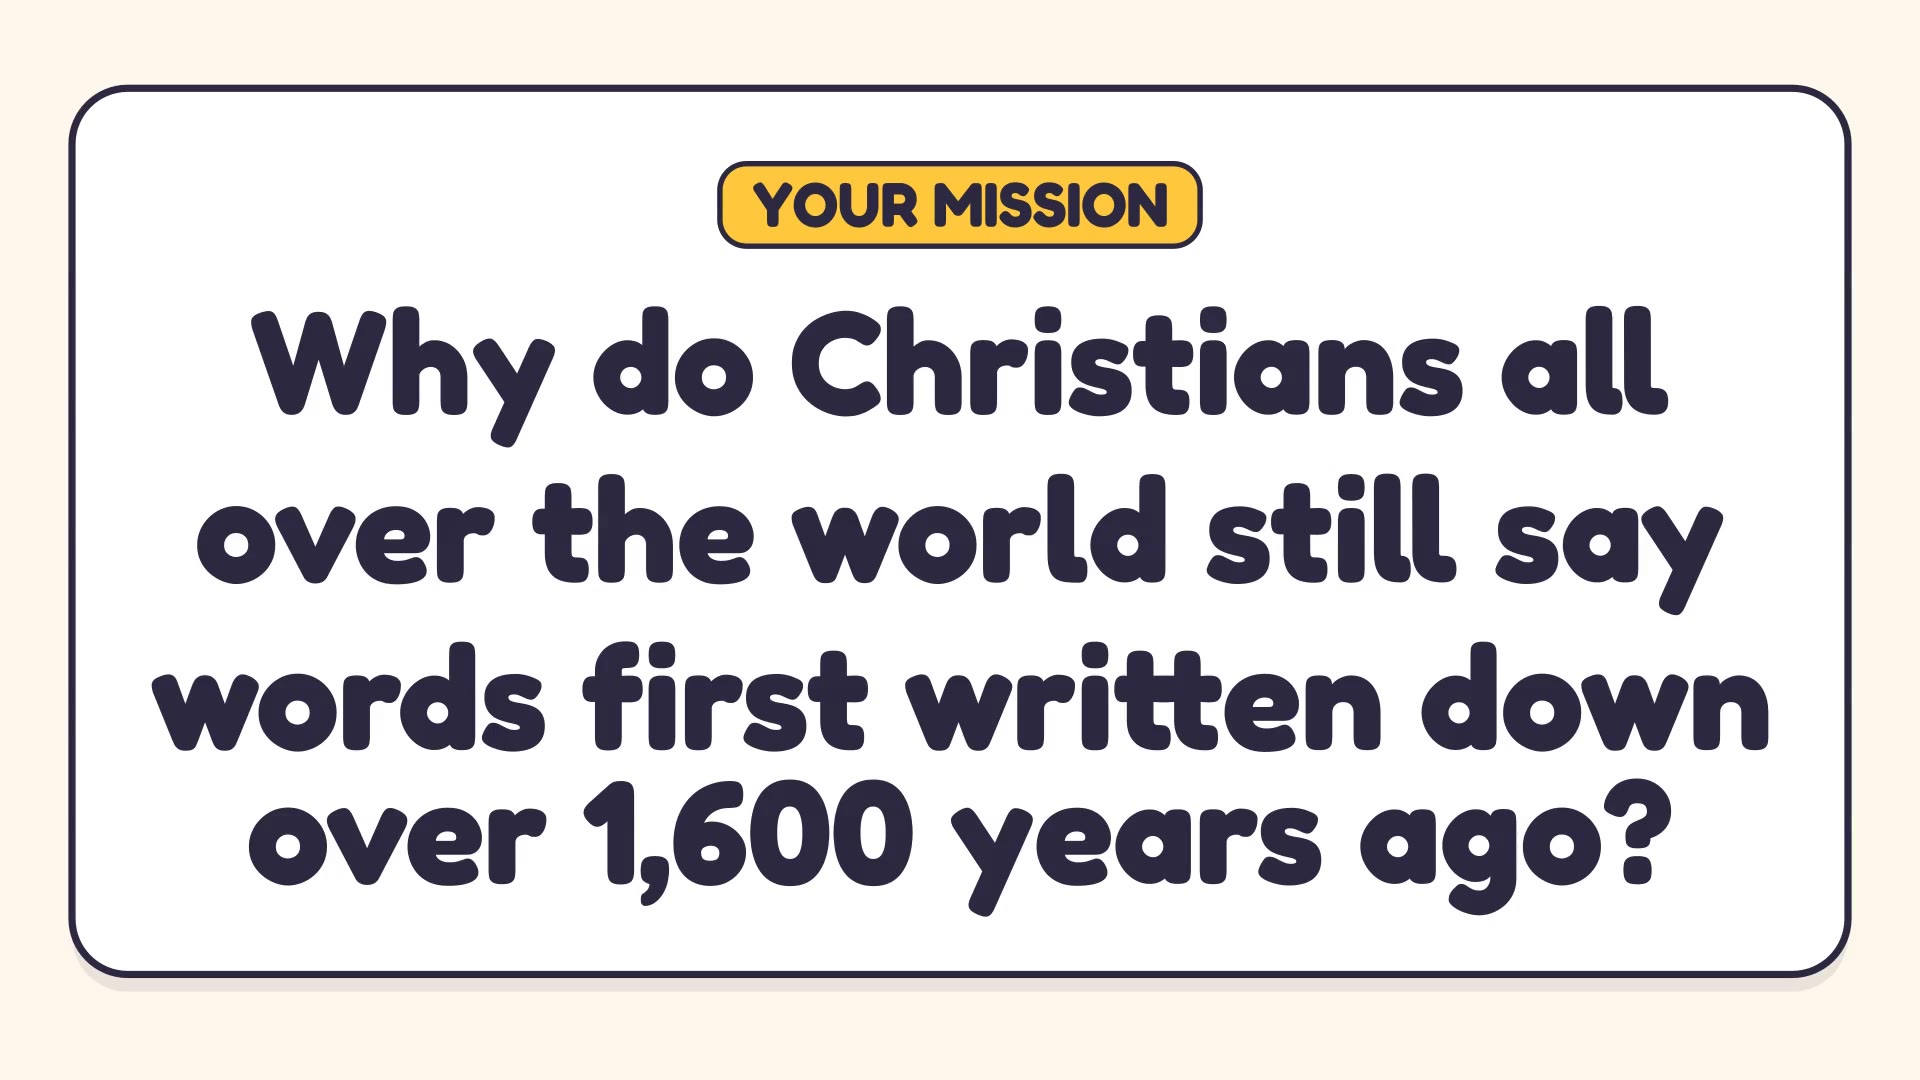 YOUR MISSION
Why do Christians all
over the world still say
words first written down
over 1,600 years ago?